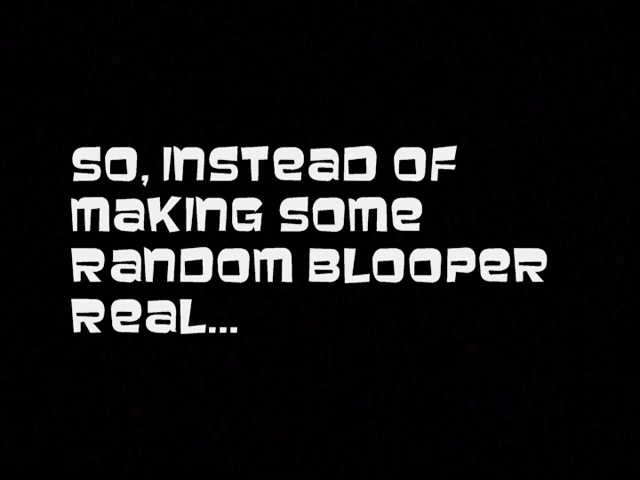 So, instead of
making some
random blooper
real...